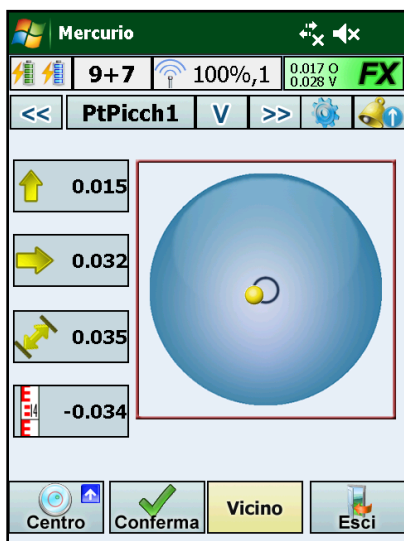 Mercurio
9+7 100%,1 0.017 O FX
0.028 V
<< PtPicch1 V >>
0.015
0.032
0.035
E
E 14 -0.034
E
Centro Conferma Vicino Esci